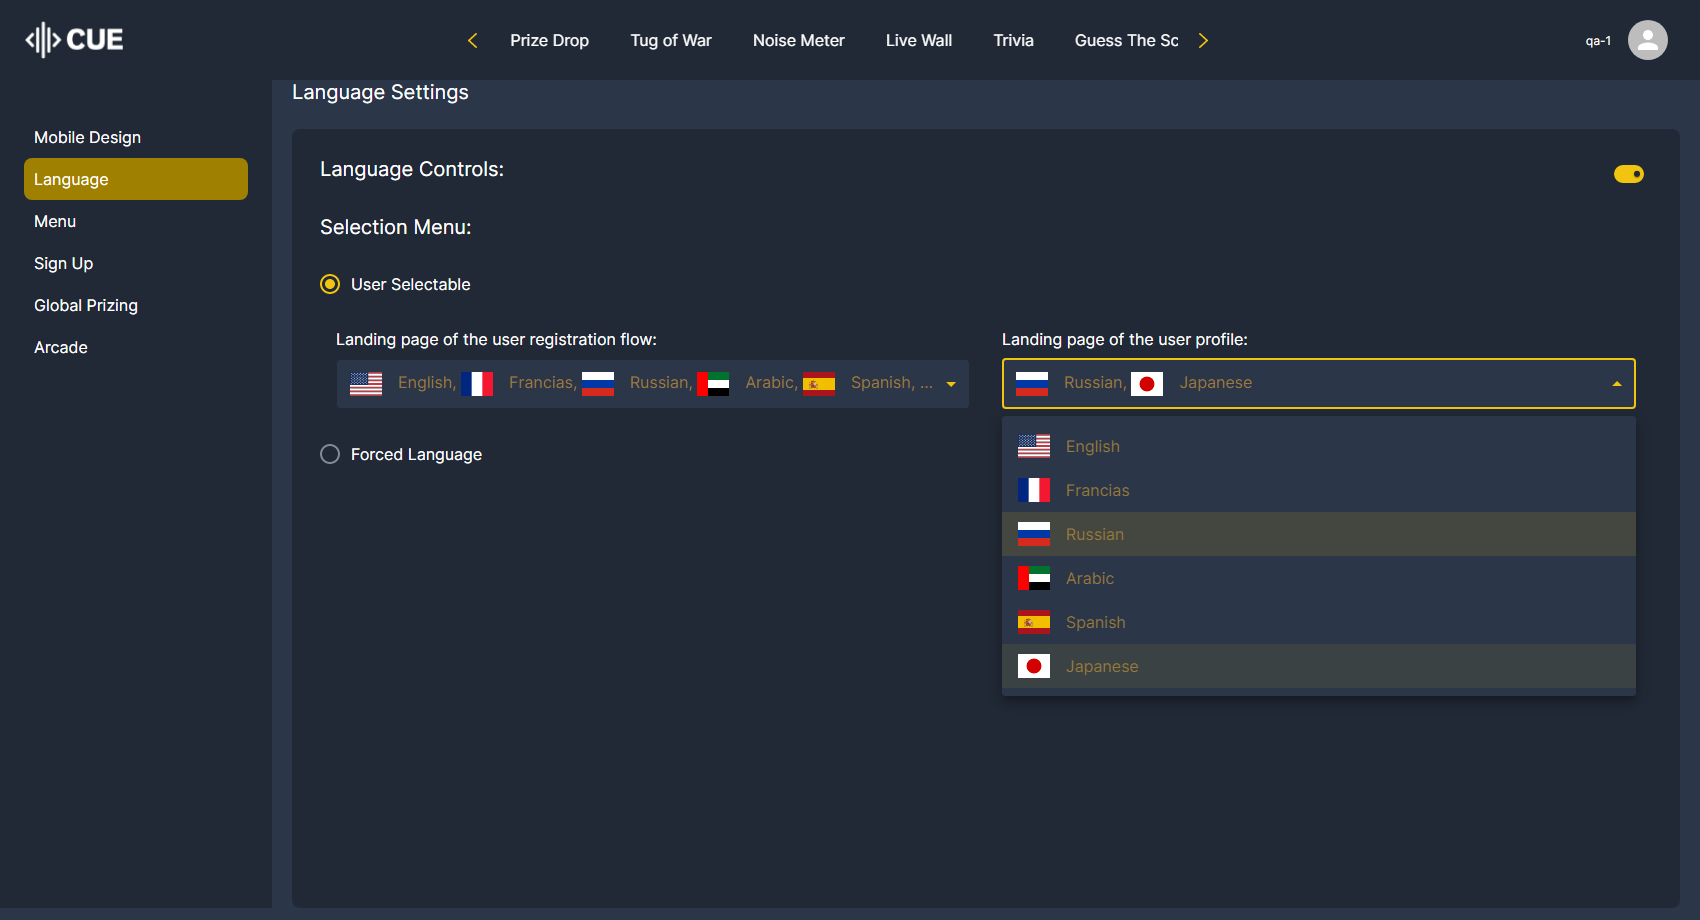 CUE
Prize Drop
Tug of War
Noise Meter
Live Wall
Trivia
Guess The Sc
qa-1
Mobile Design
Language
Menu
Sign Up
Global Prizing
Arcade
Language Settings
Language Controls:
Selection Menu:
User Selectable
Landing page of the user registration flow:
English, Francias, Russian, Arabic, Spanish, ...
Landing page of the user profile:
Russian, Japanese
English
Francias
Russian
Arabic
Spanish
Japanese
Forced Language